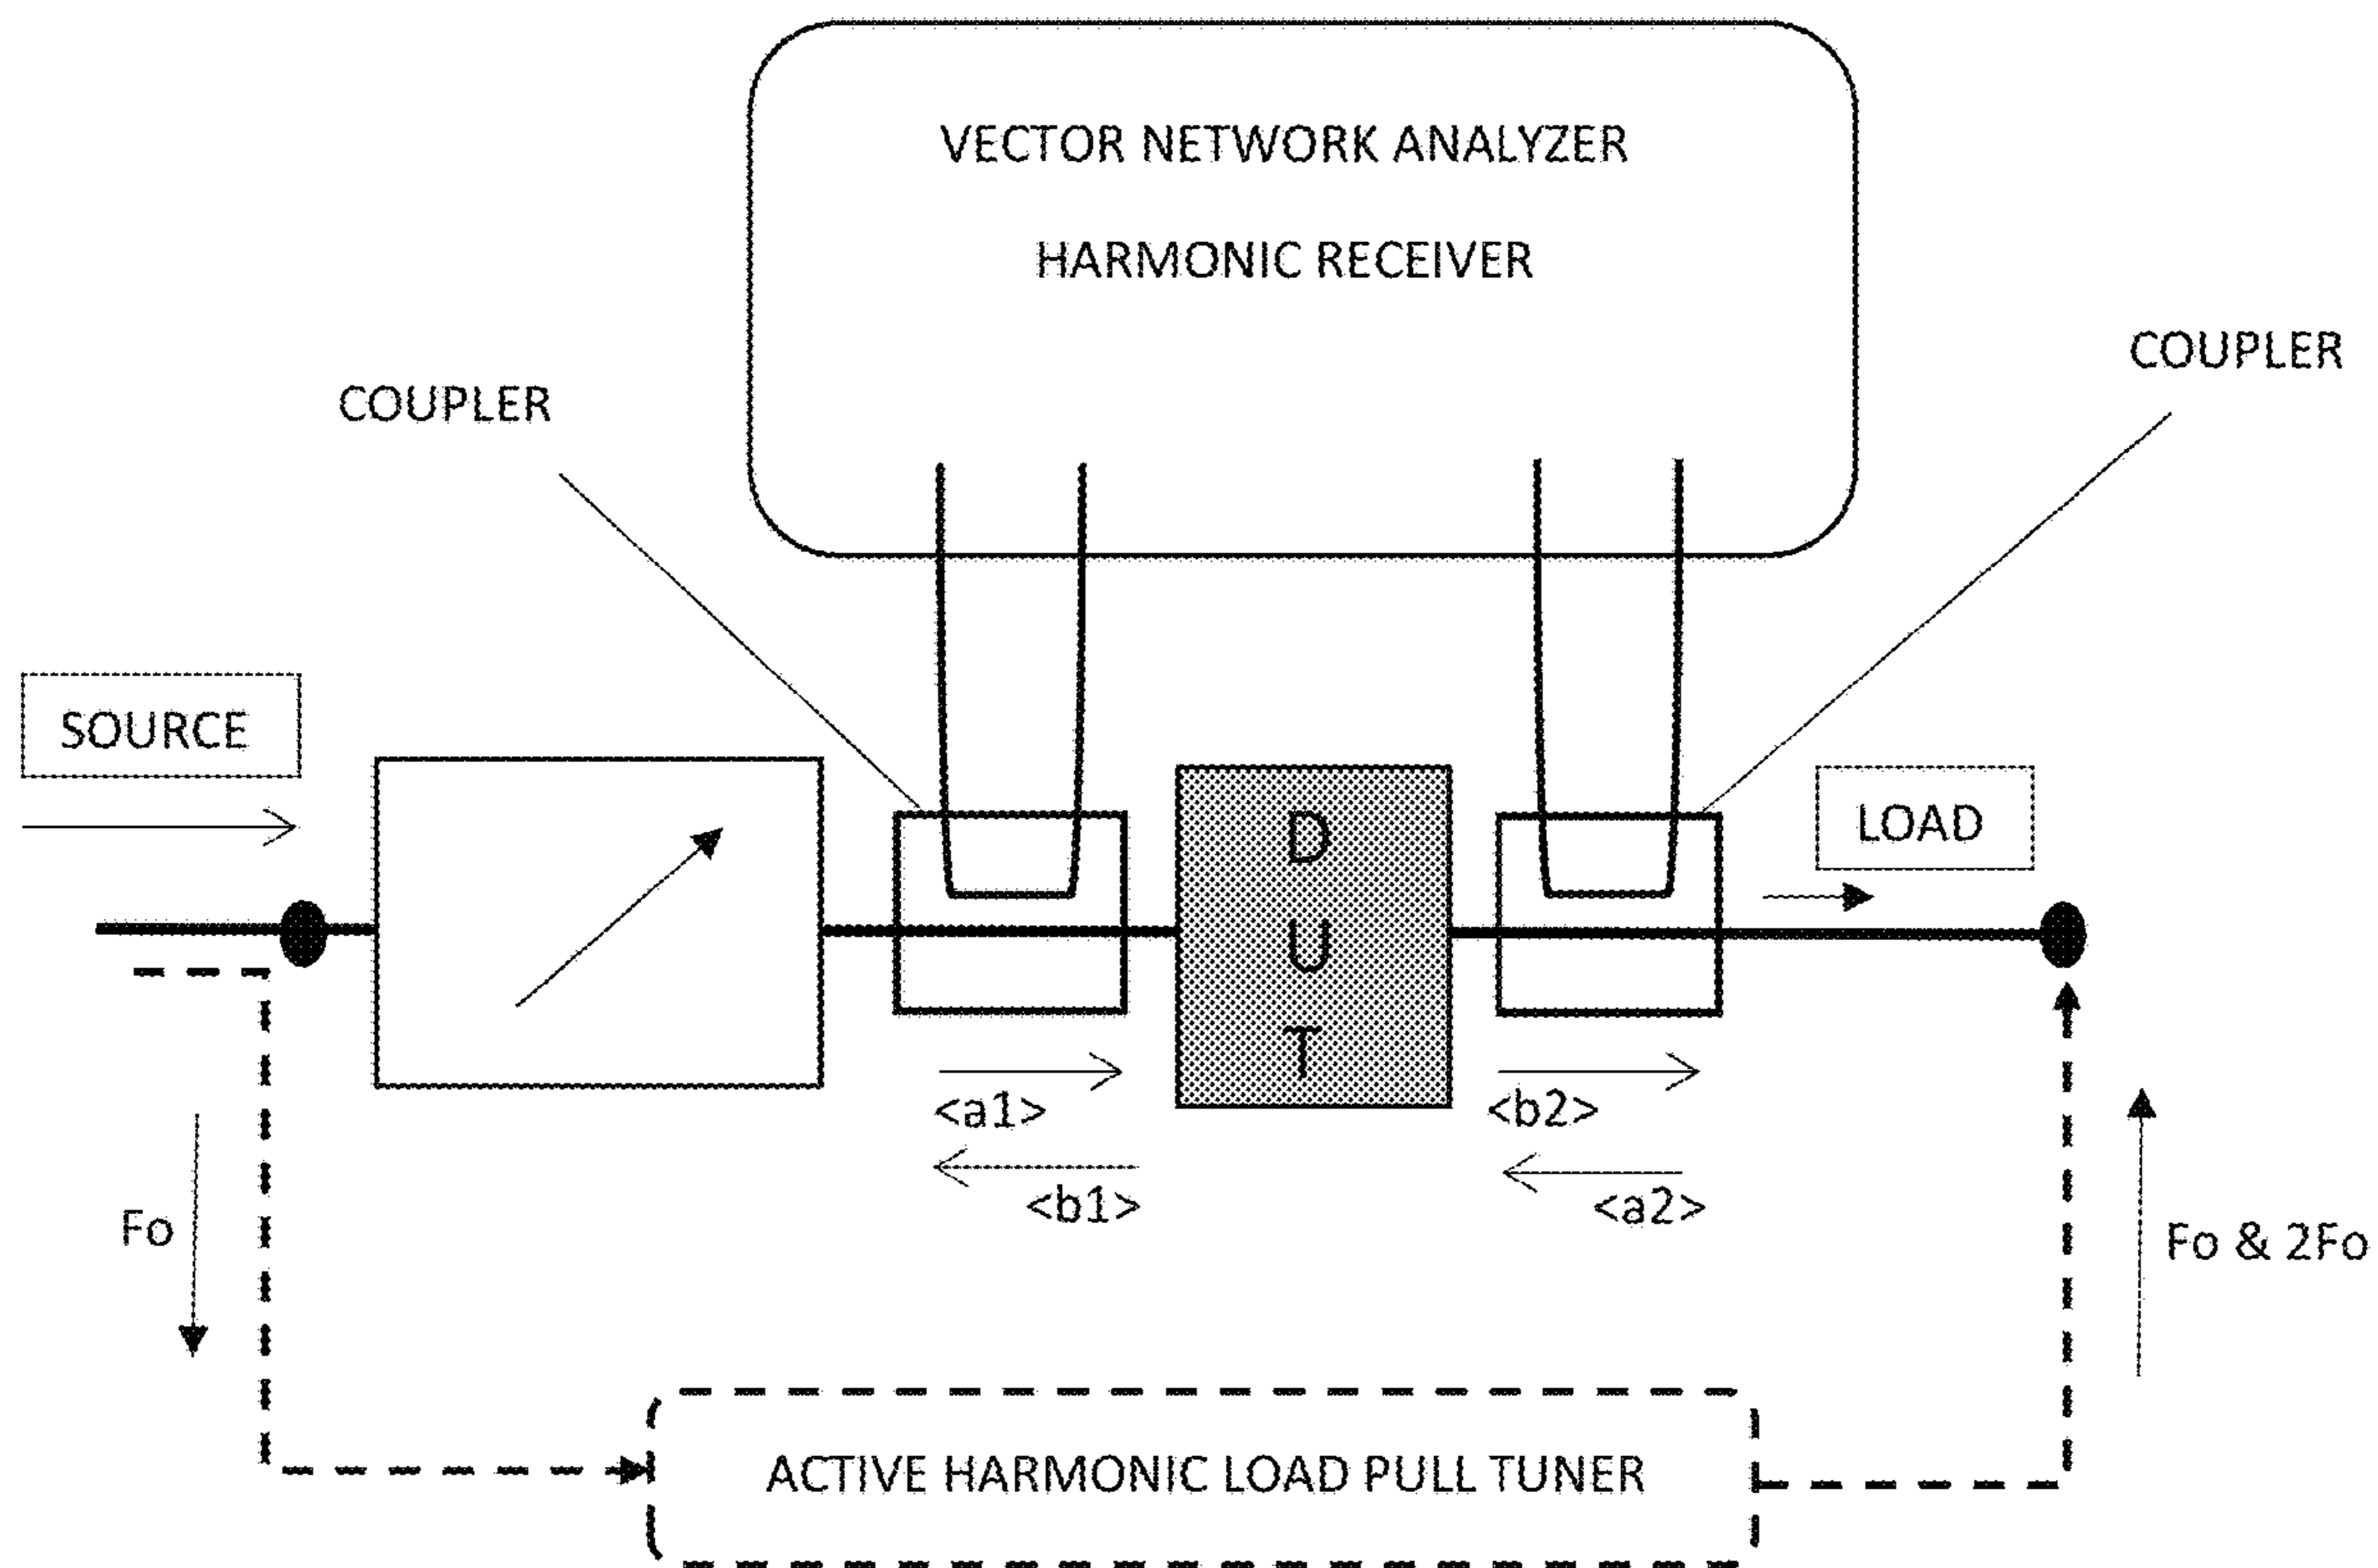 VECTOR NETWORK ANALYZER
HARMONIC RECEIVER
COUPLER
COUPLER
SOURCE
LOAD
D
U
T
<a1>
<b2>
<b1>
<a2>
Fo
Fo & 2Fo
ACTIVE HARMONIC LOAD PULL TUNER